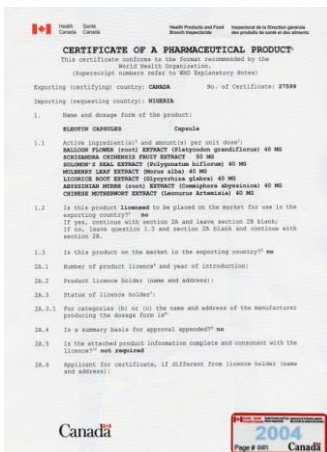 Health Santé
Canada Canada
Health Products and Food
Branch Inspectorate
Inspectorat de la Direction générale
des produits de santé et des aliments
CERTIFICATE OF A PHARMACEUTICAL PRODUCT¹
This certificate conforms to the format recommended by the
World Health Organization.
(Superscript numbers refer to WHO Explanatory Notes)
Exporting (certifying) country: CANADA No. of Certificate: 27599
Importing (requesting country): NIGERIA
1. Name and dosage form of the product:
ELEOTIN CAPSULES Capsule
1.1 Active ingredient(s)² and amount(s) per unit dose³:
BALLOON FLOWER (root) EXTRACT (Platycodon grandiflorus) 40 MG
SCHIZANDRA CHINENSIS FRUIT EXTRACT 50 MG
SOLOMON'S SEAL EXTRACT (Polygonatum biflorum) 40 MG
MULBERRY LEAF EXTRACT (Morus alba) 40 MG
LICORICE ROOT EXTRACT (Glycyrrhiza glabra) 40 MG
ABYSSINIAN MYRRH (root) EXTRACT (Commiphora abyssinica) 40 MG
CHINESE MOTHERWORT EXTRACT (Leonurus Artemisia) 40 MG
1.2 Is this product Licensed to be placed on the market for use in the
exporting country?⁵ no
If yes, continue with section 2A and leave section 2B blank;
If no, leave question 1.3 and section 2A blank and continue with
section 2B.
1.3 Is this product on the market in the exporting country?⁶ no
2A.1 Number of product licence⁷ and year of introduction:
2A.2 Product licence holder (name and address):
2A.3 Status of licence holder⁸:
2A.3.1 For categories (b) or (c) the name and address of the manufacturer
producing the dosage form is⁹:
2A.4 Is a summary basis for approval appended?¹⁰ no
2A.5 Is the attached product information complete and consonant with the
licence?¹¹ not required
2A.6 Applicant for certificate, if different from licence holder (name
and address):
Canada
2004
Page #
Canada